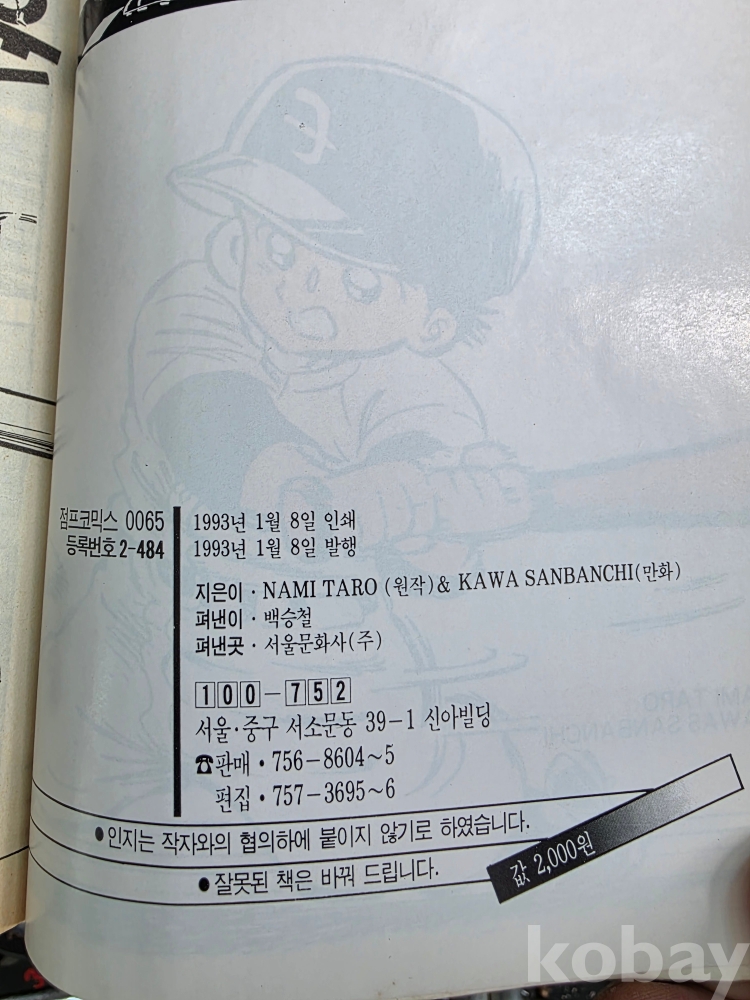 점프코믹스 0065
등록번호 2-484
1993년 1월 8일 인쇄
1993년 1월 8일 발행
지은이・NAMI TARO (원작)& KAWA SANBANCHI(만화)
펴낸이・백승철
펴낸곳・서울문화사(주)
100-752
서울・중구 서소문동 39-1 신아빌딩
☎판매・756-8604~5
편집・757-3695~6
●인지는 작자와의 협의하에 붙이지 않기로 하였습니다.
●잘못된 책은 바꿔 드립니다.
값 2,000원
kobay